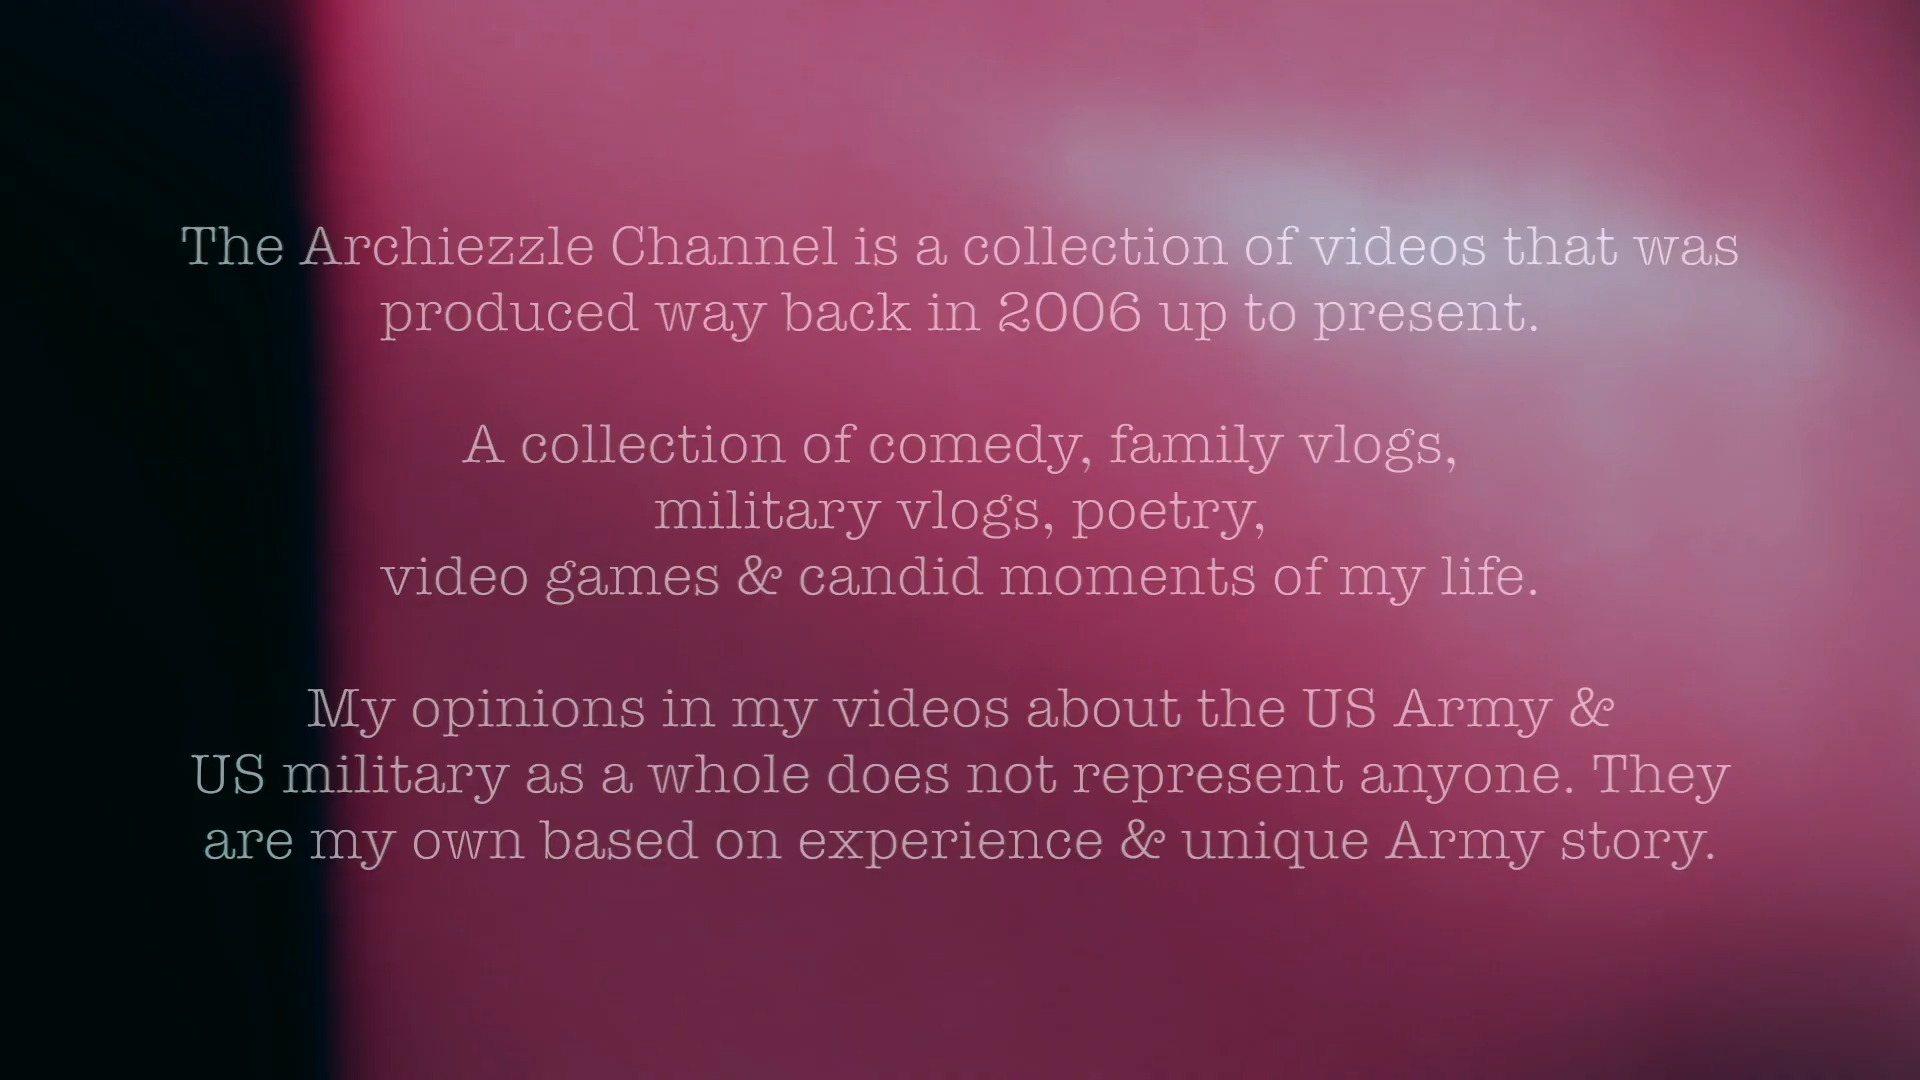 The Archiezzle Channel is a collection of videos that was
produced way back in 2006 up to present.
A collection of comedy, family vlogs,
military vlogs, poetry,
video games & candid moments of my life.
My opinions in my videos about the US Army &
US military as a whole does not represent anyone. They
are my own based on experience & unique Army story.